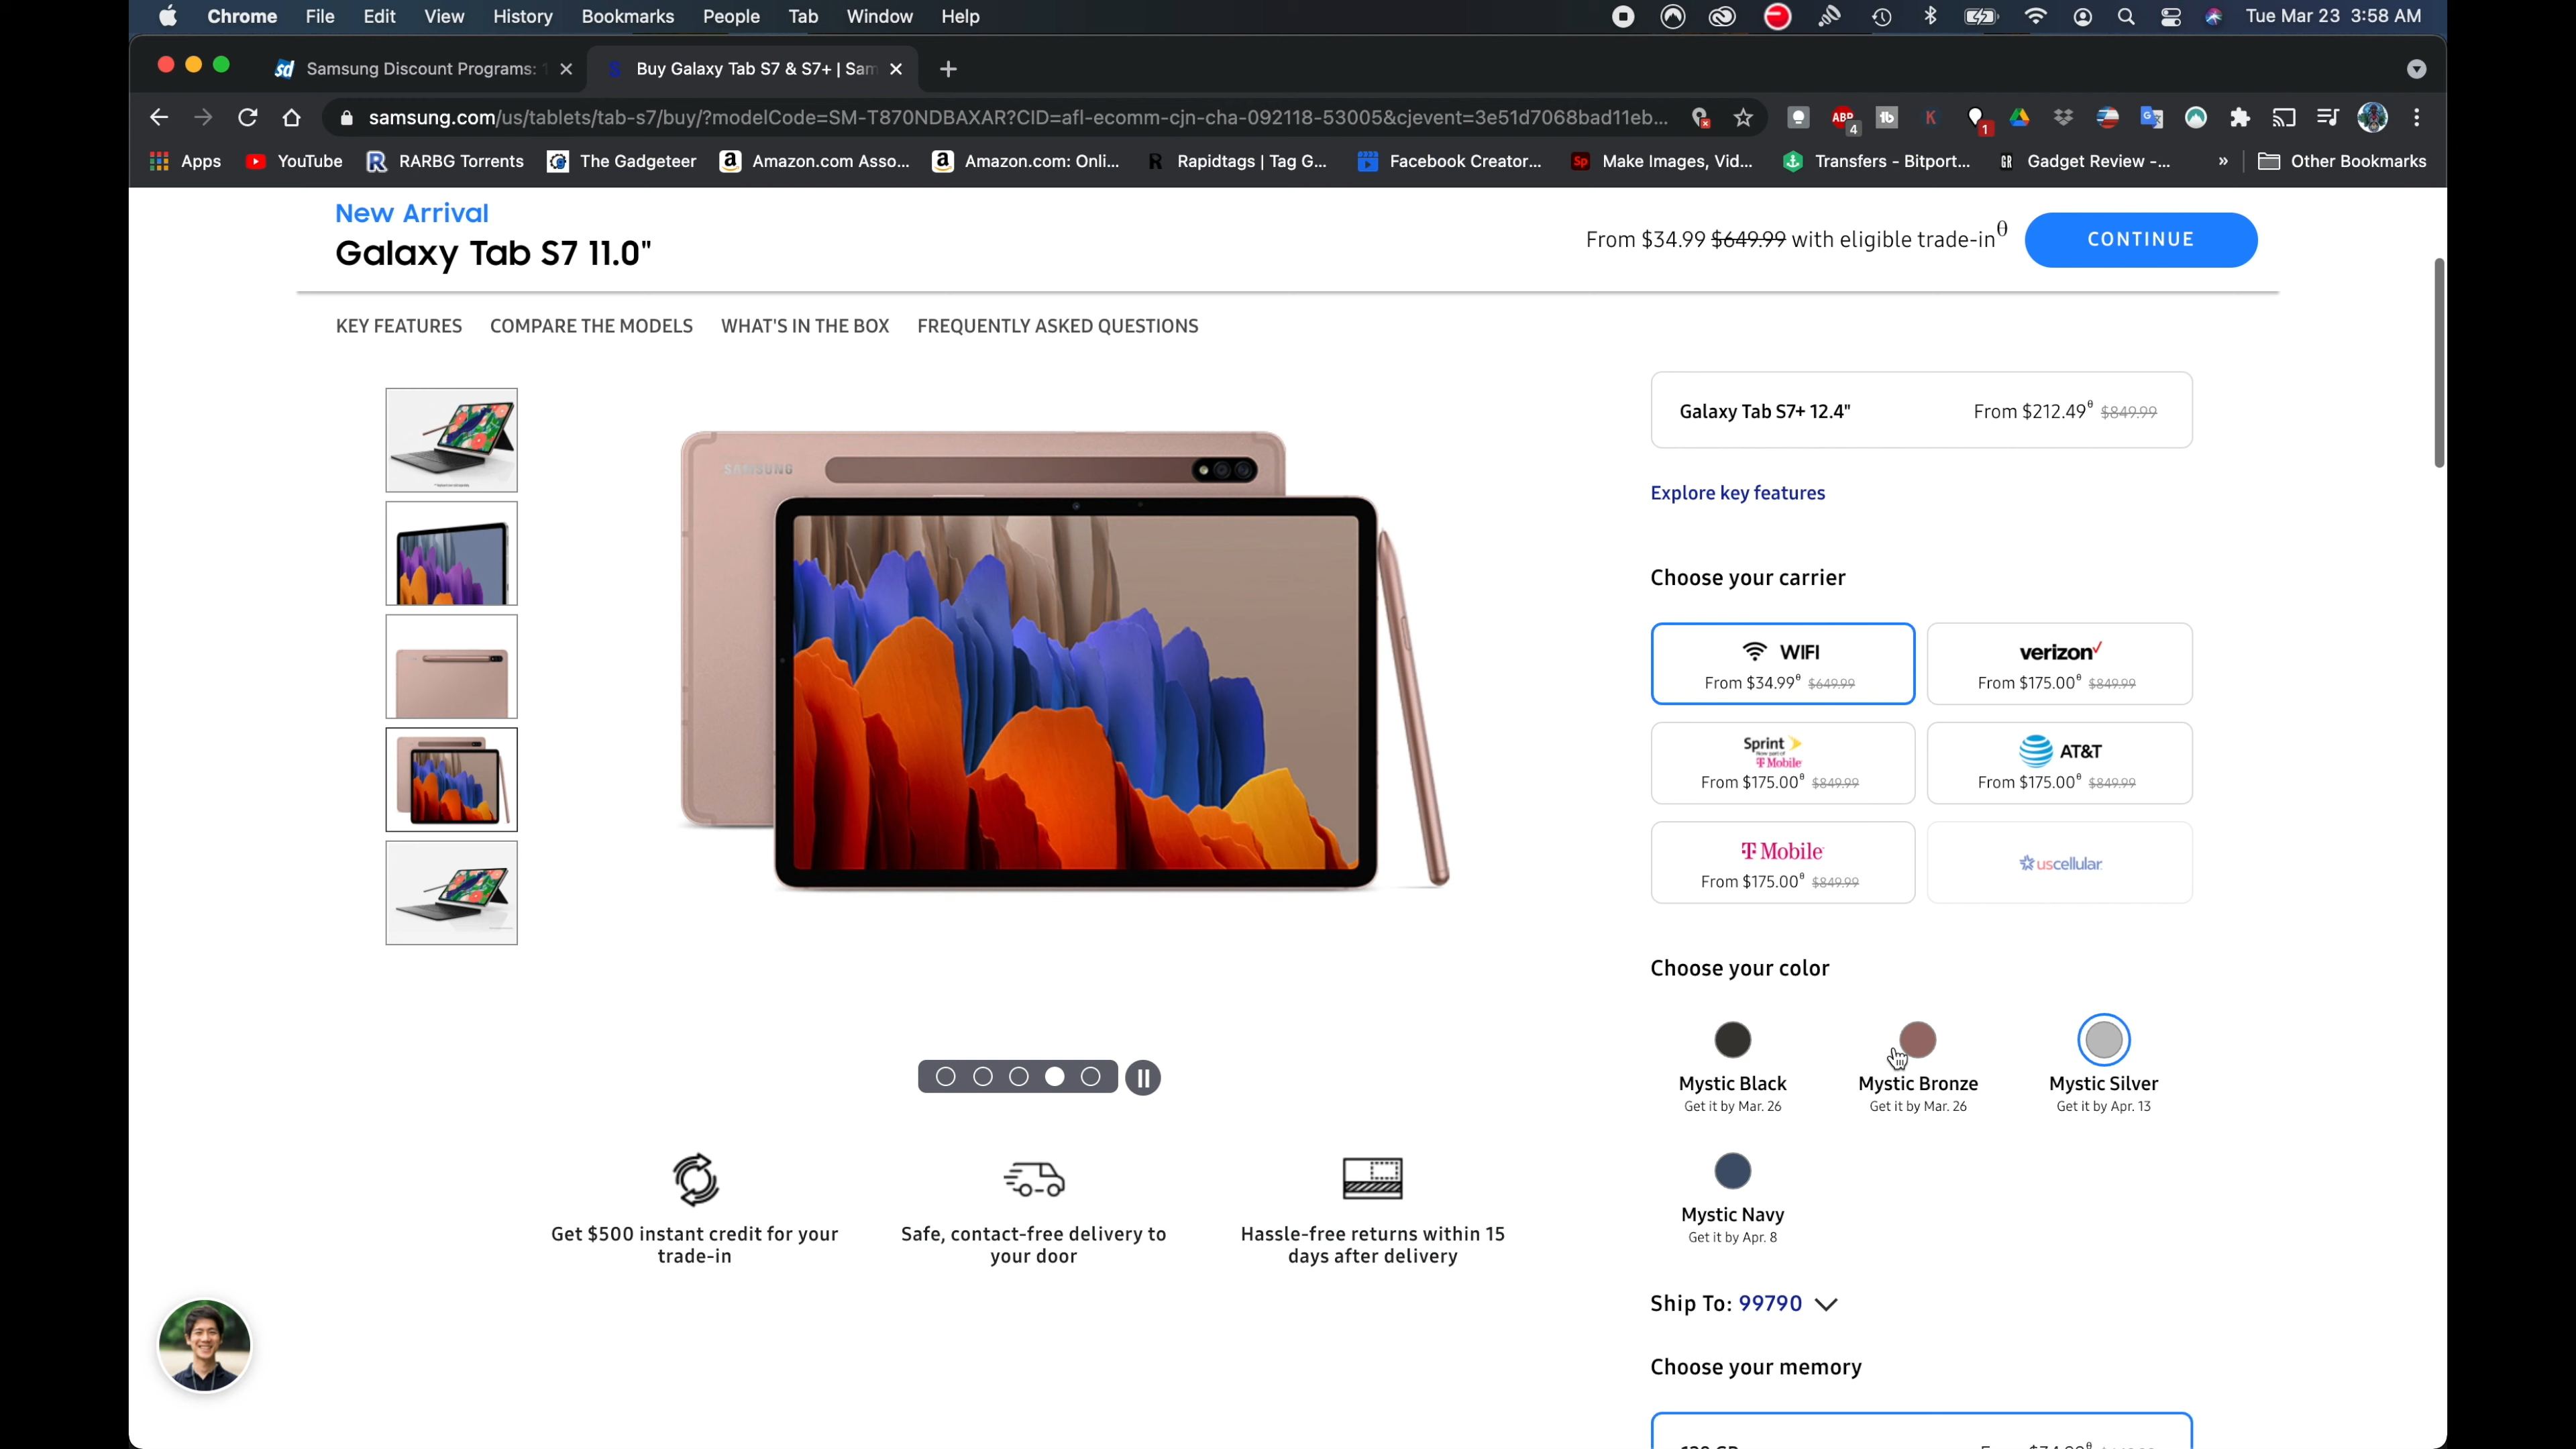 Chrome File Edit View History Bookmarks People Tab Window Help Tue Mar 23 3:58 AM
Samsung Discount Programs: Buy Galaxy Tab S7 & S7+ | Sam
samsung.com/us/tablets/tab-s7/buy/?modelCode=SM-T870NDBAXAR?CID=afl-ecomm-cjn-cha-092118-53005&cjevent=3e51d7068bad11eb... ABP 4 1
Apps YouTube RARBG Torrents The Gadgeteer Amazon.com Asso... Amazon.com: Onli... Rapidtags | Tag G... Facebook Creator... Make Images, Vid... Transfers - Bitport... Gadget Review -... » Other Bookmarks
New Arrival
Galaxy Tab S7 11.0"
From $34.99 $649.99 with eligible trade-in θ CONTINUE
KEY FEATURES COMPARE THE MODELS WHAT'S IN THE BOX FREQUENTLY ASKED QUESTIONS
SAMSUNG
Galaxy Tab S7+ 12.4" From $212.49 θ $849.99
Explore key features
Choose your carrier
WIFI
From $34.99 θ $649.99
verizon
From $175.00 θ $849.99
Sprint
Now part of
T Mobile
From $175.00 θ $849.99
AT&T
From $175.00 θ $849.99
T Mobile
From $175.00 θ $849.99
uscellular
Choose your color
Mystic Black
Get it by Mar. 26
Mystic Bronze
Get it by Mar. 26
Mystic Silver
Get it by Apr. 13
Mystic Navy
Get it by Apr. 8
Get $500 instant credit for your
trade-in
Safe, contact-free delivery to
your door
Hassle-free returns within 15
days after delivery
Ship To: 99790
Choose your memory